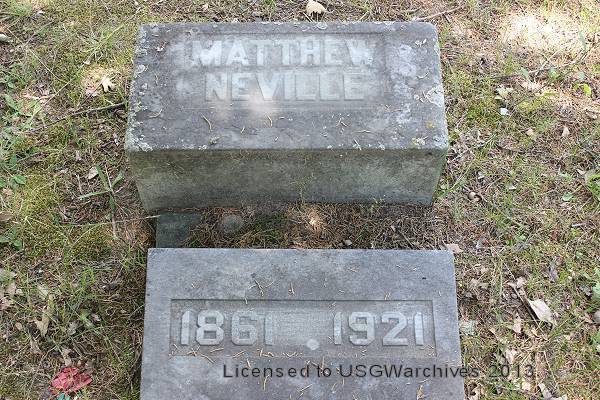 MATTHEW
NEVILLE
1861 . 1921
Licensed to USGWarchives - 2013